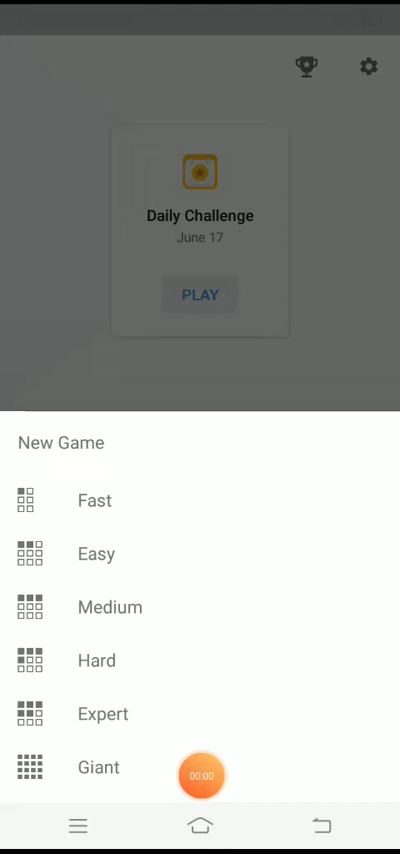 Daily Challenge
June 17
PLAY
New Game
Fast
Easy
Medium
Hard
Expert
Giant
00:00